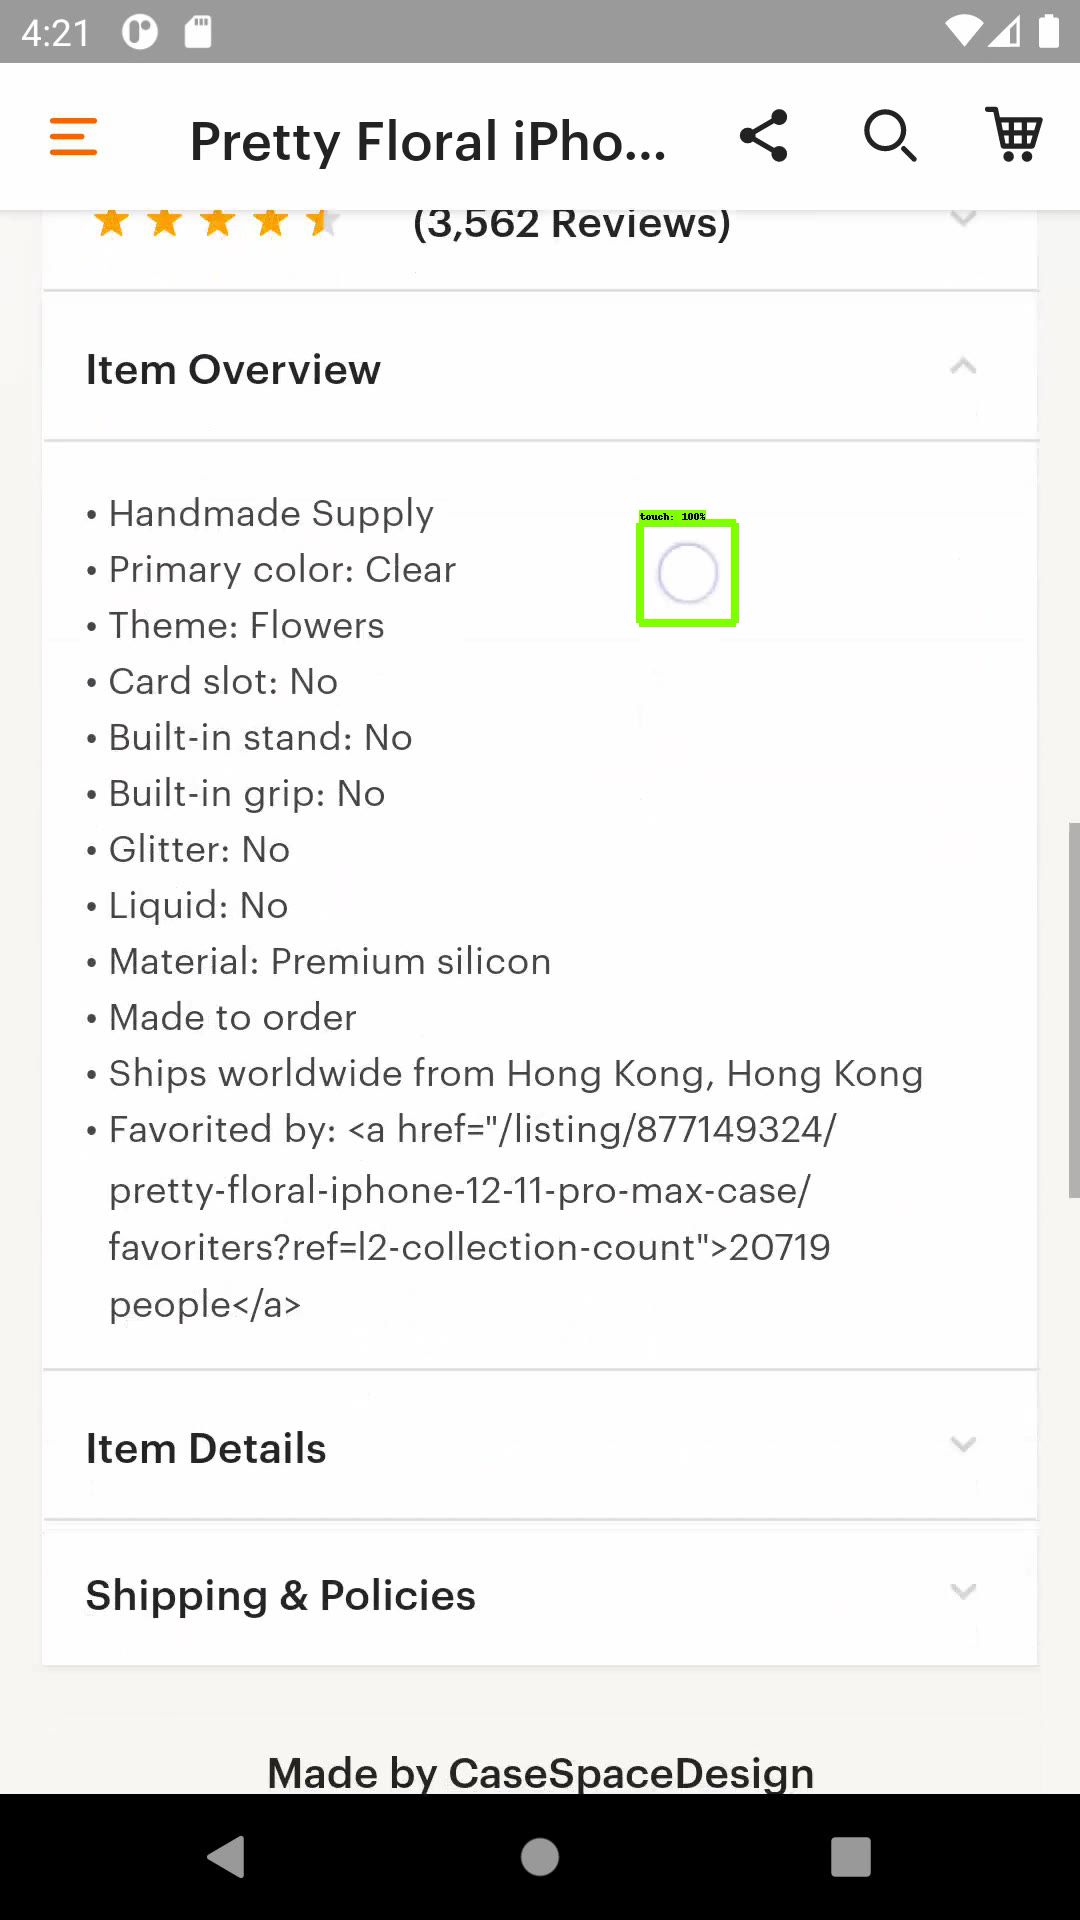 4:21
Pretty Floral iPho...
(3,562 Reviews)
Item Overview
• Handmade Supply
touch: 100%
• Primary color: Clear
• Theme: Flowers
• Card slot: No
• Built-in stand: No
• Built-in grip: No
• Glitter: No
• Liquid: No
• Material: Premium silicon
• Made to order
• Ships worldwide from Hong Kong, Hong Kong
• Favorited by: <a href="/listing/877149324/
pretty-floral-iphone-12-11-pro-max-case/
favoriters?ref=l2-collection-count">20719
people</a>
Item Details
Shipping & Policies
Made by CaseSpaceDesign